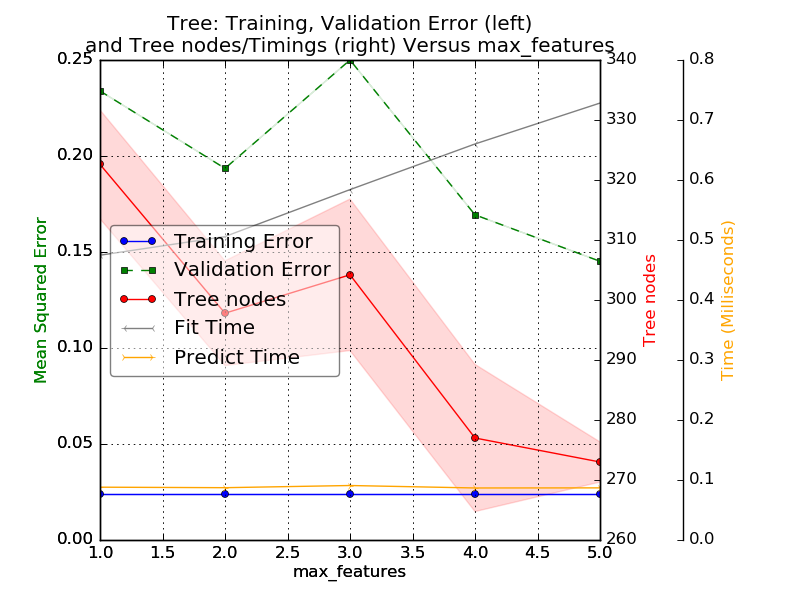 Tree: Training, Validation Error (left)
and Tree nodes/Timings (right) Versus max_features
0.25
0.20
0.15
0.10
0.05
0.00
Mean Squared Error
Training Error
Validation Error
Tree nodes
Fit Time
Predict Time
1.0 1.5 2.0 2.5 3.0 3.5 4.0 4.5 5.0
max_features
340
330
320
310
300
290
280
270
260
Tree nodes
0.8
0.7
0.6
0.5
0.4
0.3
0.2
0.1
0.0
Time (Milliseconds)